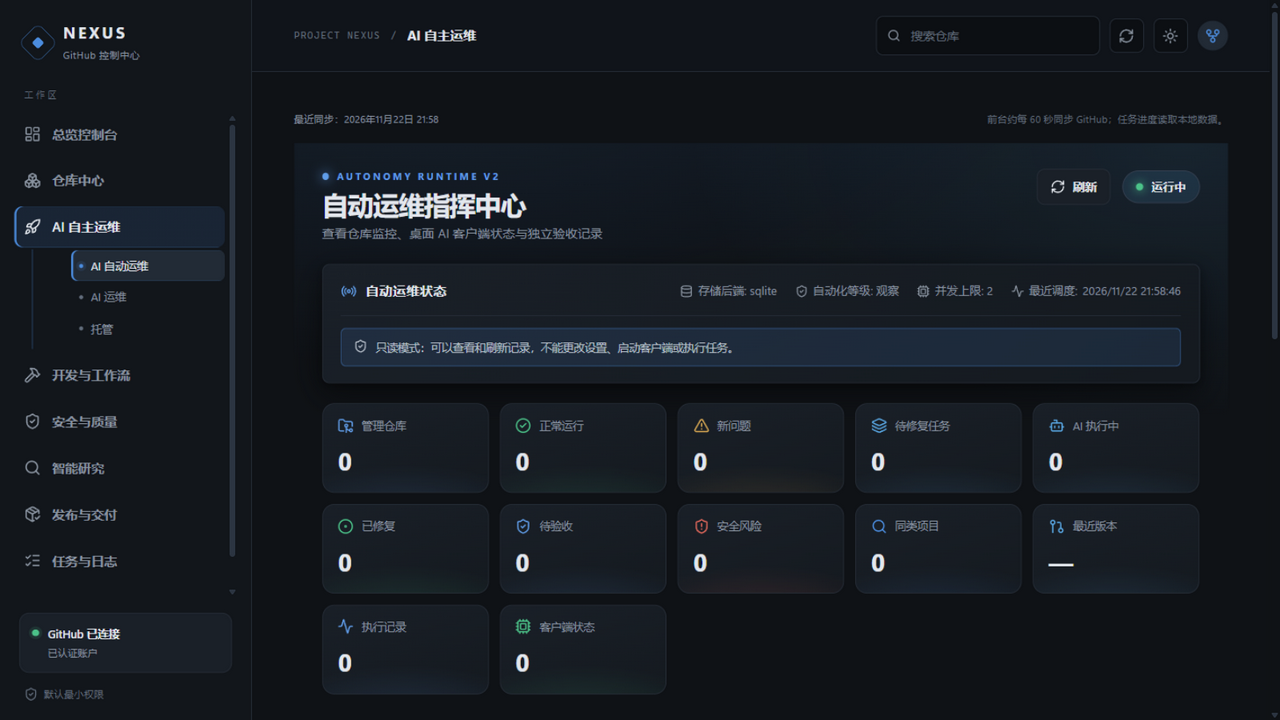 NEXUS
GitHub 控制中心
工作区
总览控制台
仓库中心
AI 自主运维
AI 自动运维
AI 运维
托管
开发与工作流
安全与质量
智能研究
发布与交付
任务与日志
GitHub 已连接
已认证账户
默认最小权限
PROJECT NEXUS / AI 自主运维
搜索仓库
最近同步：2026年11月22日 21:58
前台约每 60 秒同步 GitHub；任务进度读取本地数据。
AUTONOMY RUNTIME V2
自动运维指挥中心
查看仓库监控、桌面 AI 客户端状态与独立验收记录
刷新
运行中
自动运维状态
存储后端: sqlite
自动化等级: 观察
并发上限: 2
最近调度: 2026/11/22 21:58:46
只读模式：可以查看和刷新记录，不能更改设置、启动客户端或执行任务。
管理仓库
0
正常运行
0
新问题
0
待修复任务
0
AI 执行中
0
已修复
0
待验收
0
安全风险
0
同类项目
0
最近版本
—
执行记录
0
客户端状态
0